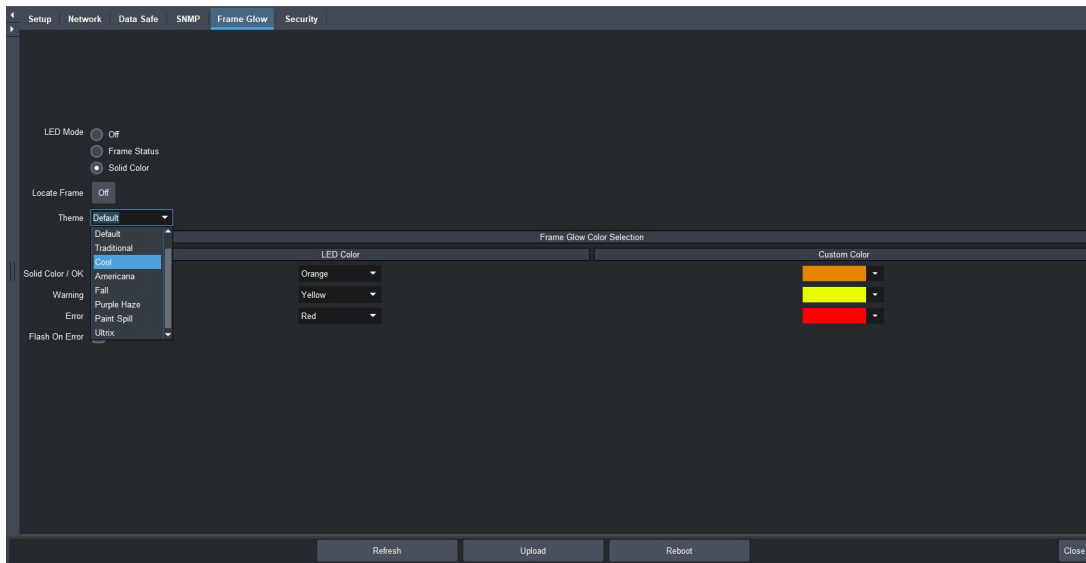 Setup Network Data Safe SNMP Frame Glow Security
LED Mode Off
Frame Status
Solid Color
Locate Frame Off
Theme Default
Default
Traditional
Cool
Americana
Fall
Purple Haze
Paint Spill
Ultrix
Frame Glow Color Selection
LED Color Custom Color
Solid Color / OK Orange
Warning Yellow
Error Red
Flash On Error
Refresh Upload Reboot Close